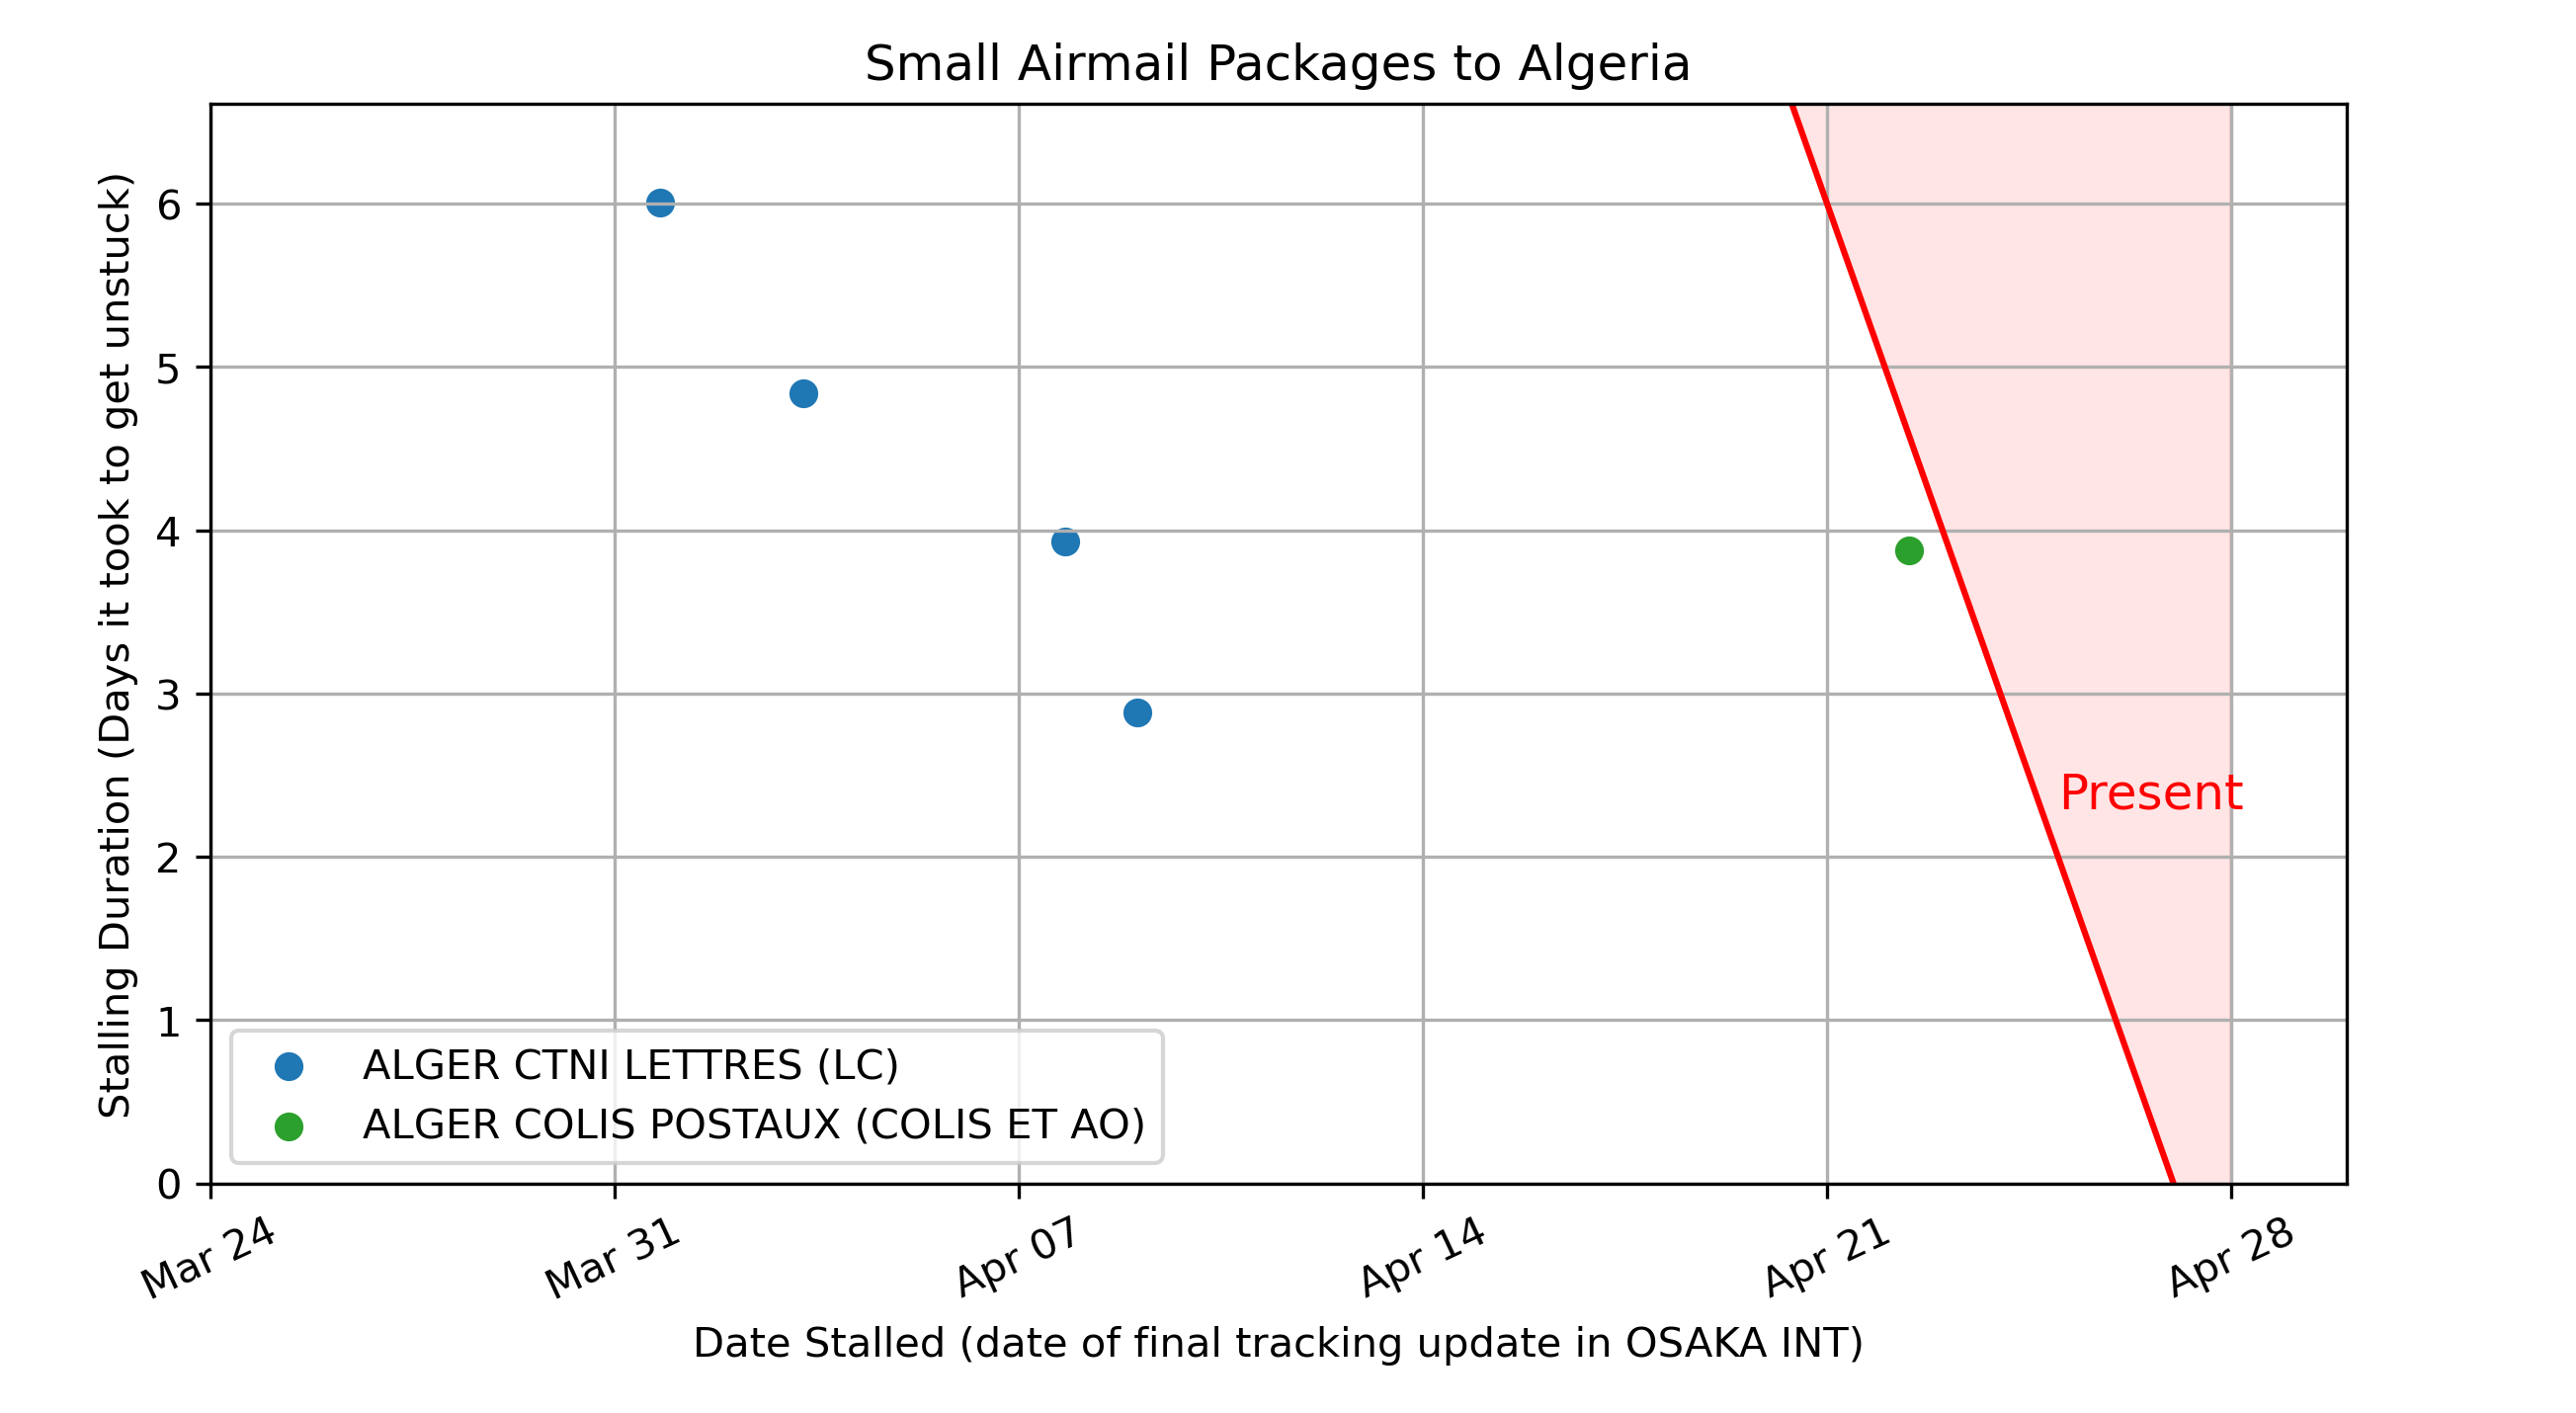 Small Airmail Packages to Algeria
Stalling Duration (Days it took to get unstuck)
6
5
4
3
2
1
0
Present
ALGER CTNI LETTRES (LC)
ALGER COLIS POSTAUX (COLIS ET AO)
Mar 24
Mar 31
Apr 07
Apr 14
Apr 21
Apr 28
Date Stalled (date of final tracking update in OSAKA INT)